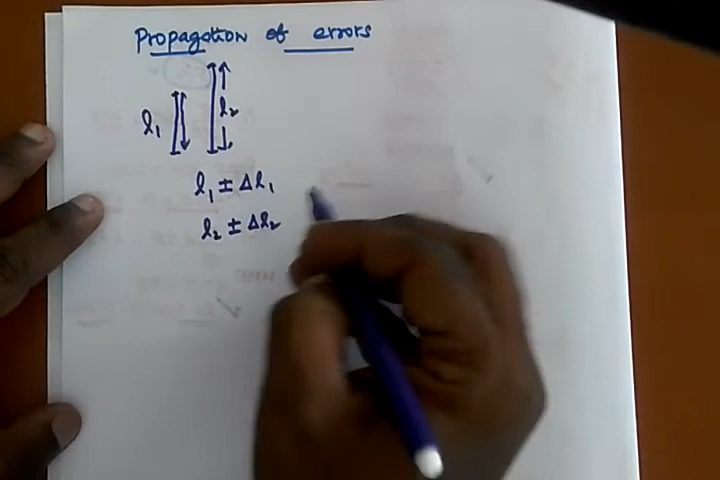 Propagation of errors
l₁ l₂
l₁ ± Δl₁
l₂ ± Δl₂